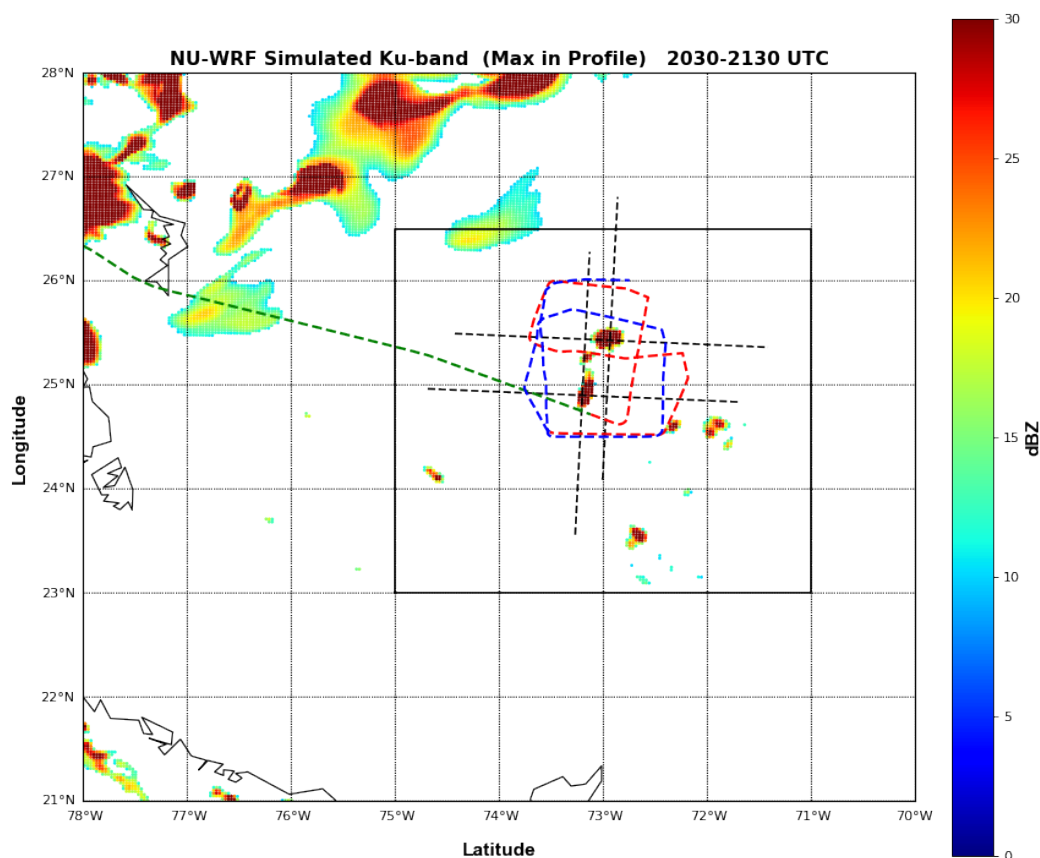 NU-WRF Simulated Ku-band  (Max in Profile)   2030-2130 UTC
28°N
27°N
26°N
25°N
24°N
23°N
22°N
21°N
78°W
77°W
76°W
75°W
74°W
73°W
72°W
71°W
70°W
Longitude
Latitude
30
25
20
15
10
5
0
dBZ